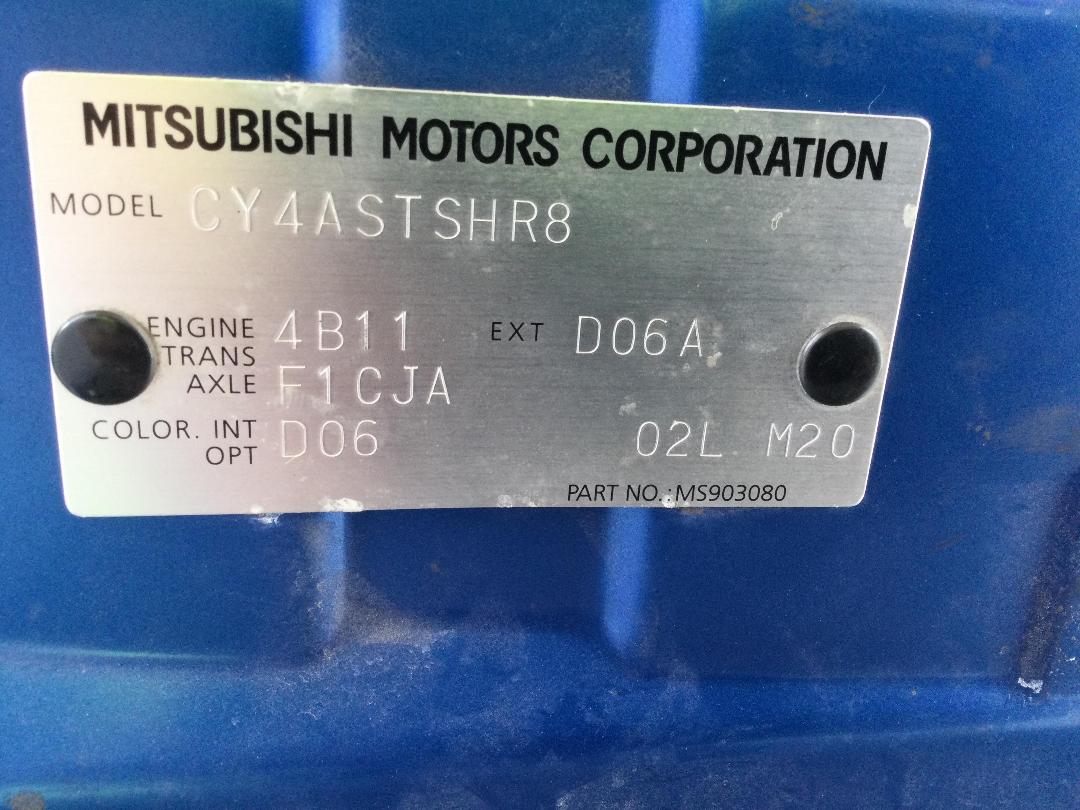 MITSUBISHI MOTORS CORPORATION
MODEL CY4ASTSHR8
ENGINE 4B11 EXT D06A
TRANS
AXLE F1CJA
COLOR. INT D06 02L M20
OPT
PART NO.:MS903080